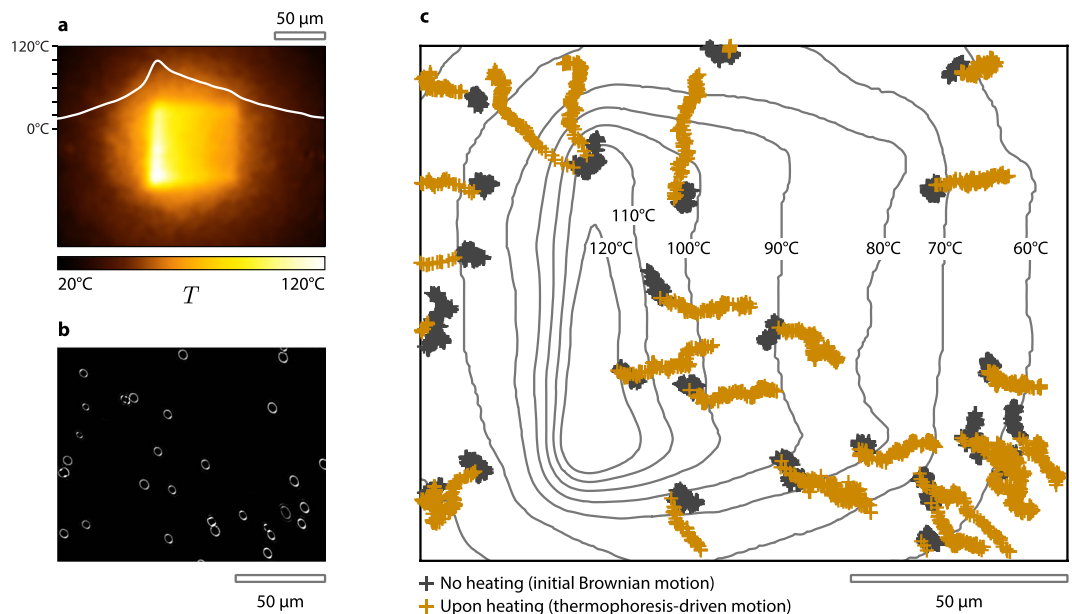 a
50 μm
120°C
0°C
20°C
120°C
T
b
50 μm
c
110°C
120°C
100°C
90°C
80°C
70°C
60°C
No heating (initial Brownian motion)
Upon heating (thermophoresis-driven motion)
50 μm